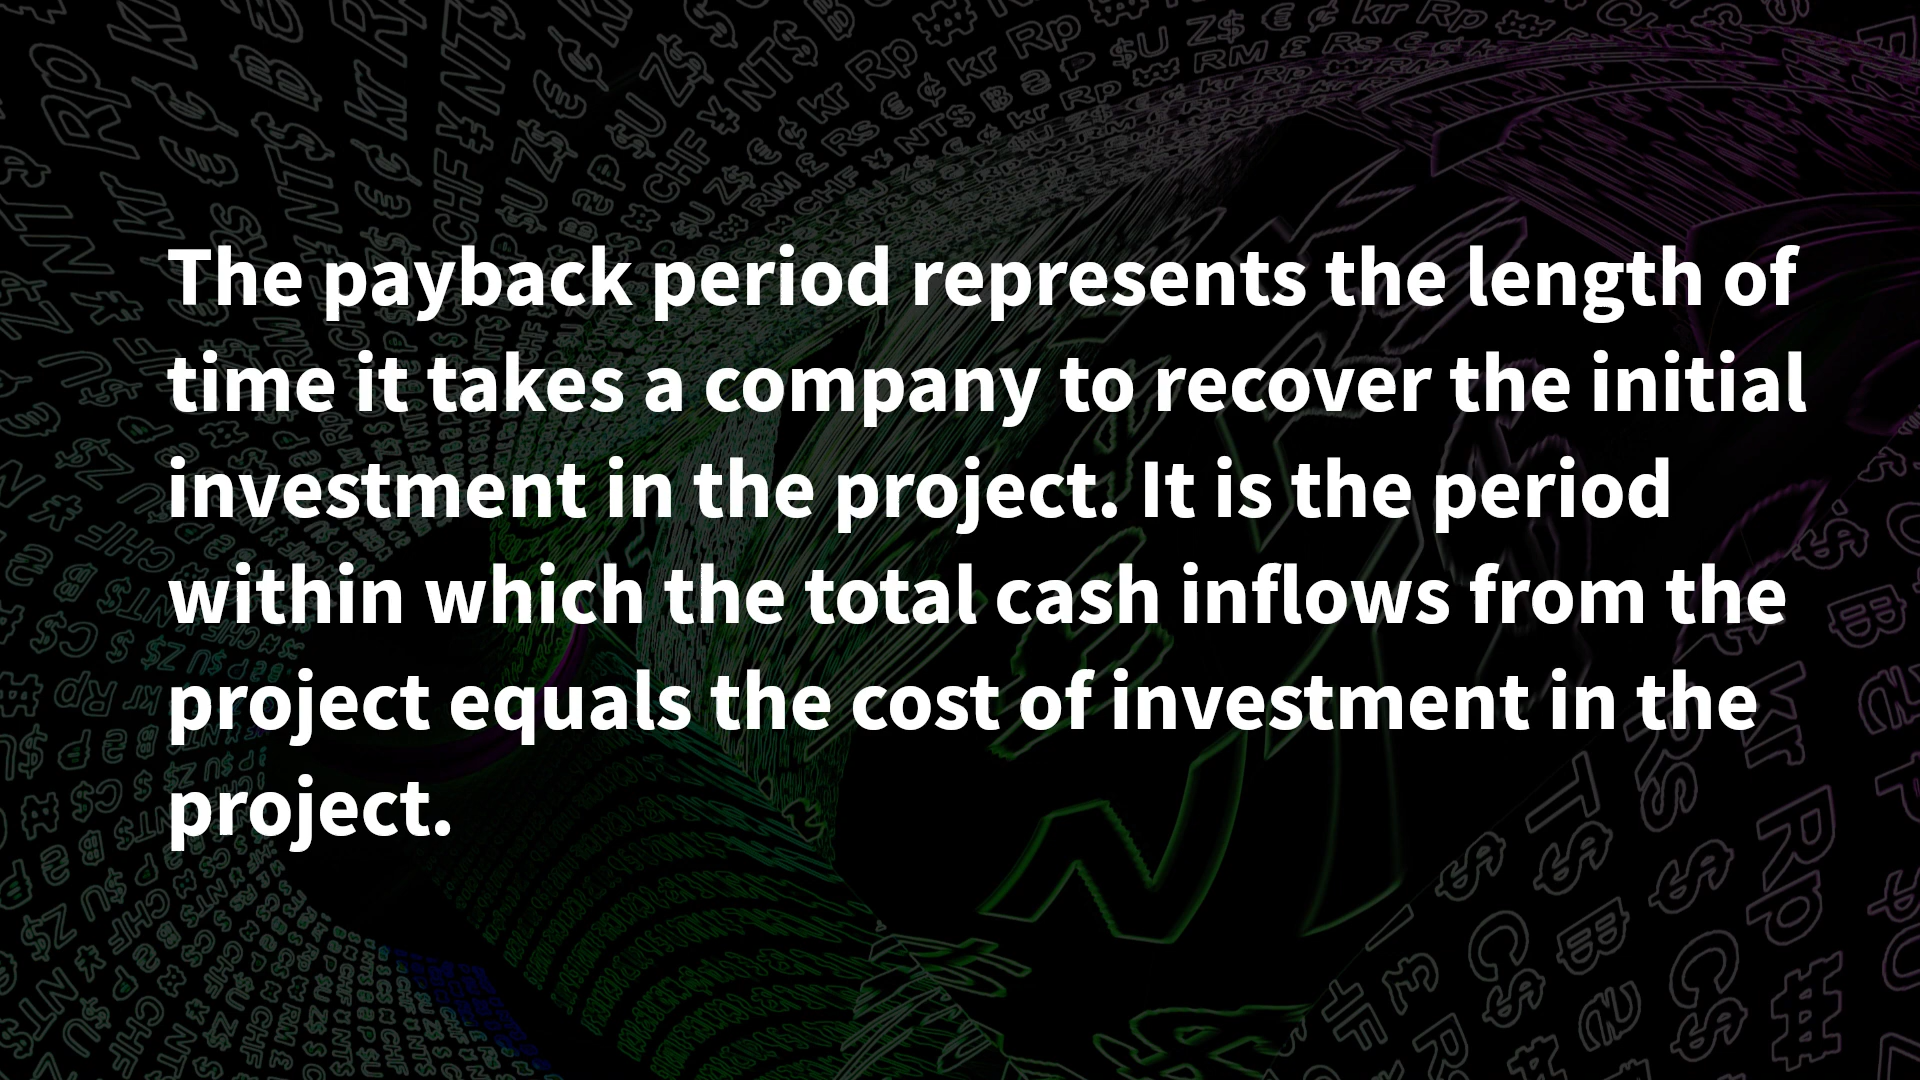 The payback period represents the length of
time it takes a company to recover the initial
investment in the project. It is the period
within which the total cash inflows from the
project equals the cost of investment in the
project.